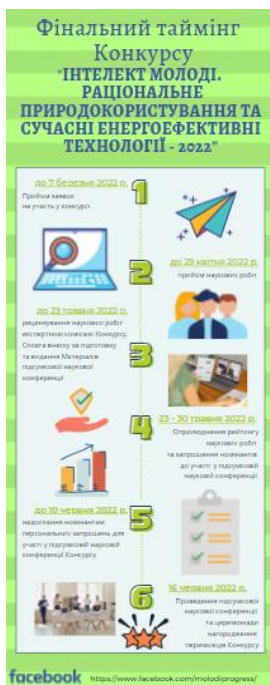 Фінальний таймінг
Конкурсу
"ІНТЕЛЕКТ МОЛОДІ.
РАЦІОНАЛЬНЕ
ПРИРОДОКОРИСТУВАННЯ ТА
СУЧАСНІ ЕНЕРГОЕФЕКТИВНІ
ТЕХНОЛОГІЇ - 2022"
до 7 березня 2022 р.
Прийом заявок
на участь у конкурсі
1
до 29 квітня 2022 р.
прийом наукових робіт
2
до 23 травня 2022 р.
рецензування наукових робіт
експертною комісією Конкурсу,
Сплата внеску за підготовку
та видання Матеріалів
підсумкової наукової
конференції
3
23 - 30 травня 2022 р.
Оприлюднення рейтингу
наукових робіт
та запрошення номінантів
до участі у підсумковій
науковій конференції
4
до 10 червня 2022 р.
надсилання номінантам
персональних запрошень для
участі у підсумковій науковій
конференції Конкурсу
5
16 червня 2022 р.
Проведення підсумкової
наукової конференції
та церемонія
нагородження
переможців Конкурсу
6
facebook https://www.facebook.com/molodiprogress/